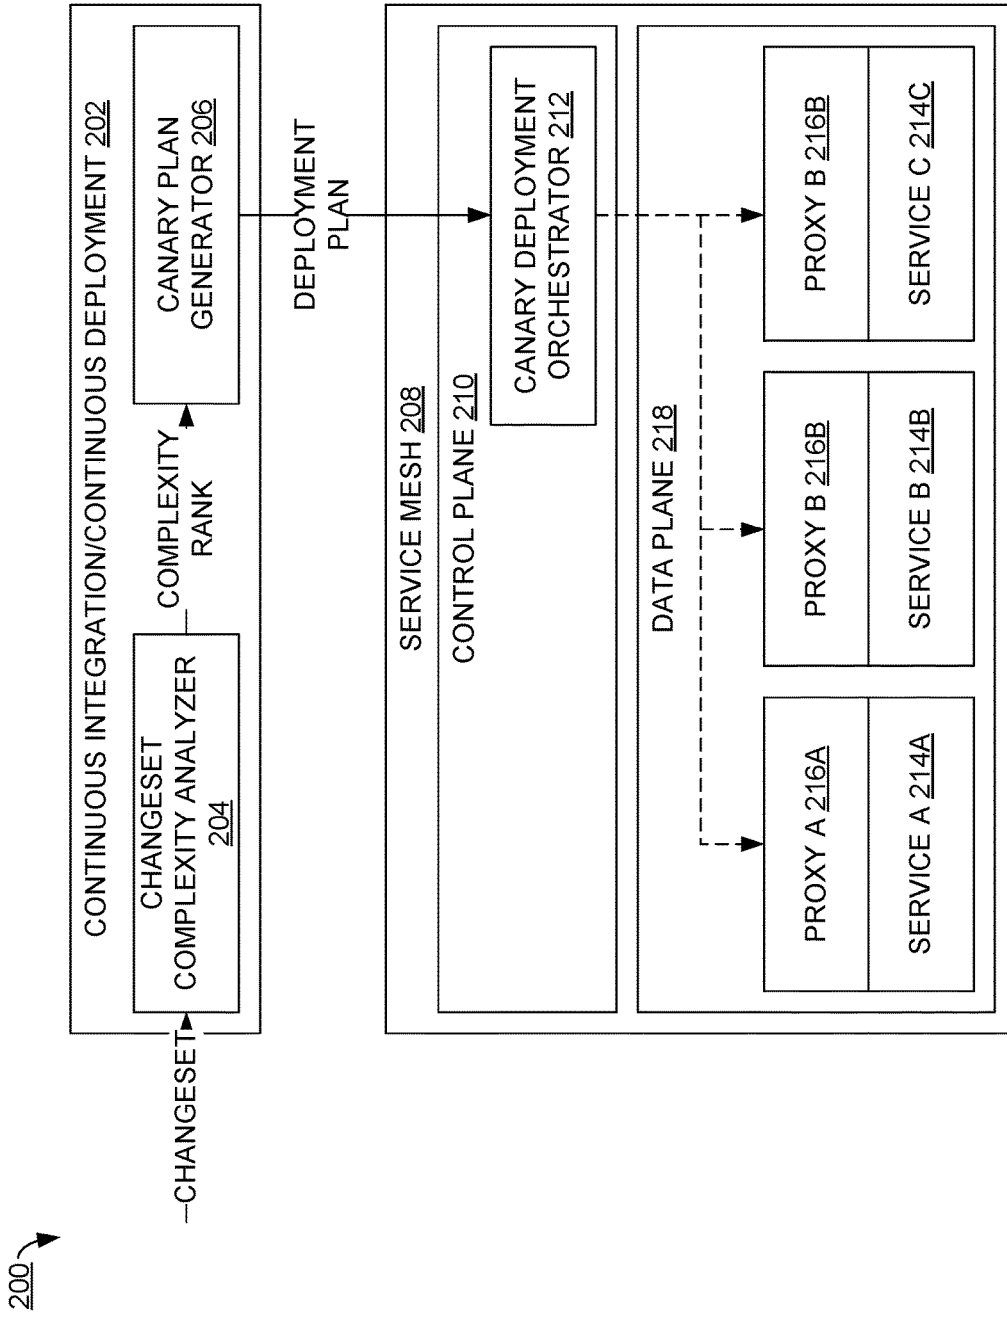 200
CONTINUOUS INTEGRATION/CONTINUOUS DEPLOYMENT 202
CHANGESET
CHANGESET
COMPLEXITY ANALYZER
204
COMPLEXITY
RANK
CANARY PLAN
GENERATOR 206
DEPLOYMENT
PLAN
SERVICE MESH 208
CONTROL PLANE 210
CANARY DEPLOYMENT
ORCHESTRATOR 212
DATA PLANE 218
PROXY A 216A
SERVICE A 214A
PROXY B 216B
SERVICE B 214B
PROXY B 216B
SERVICE C 214C